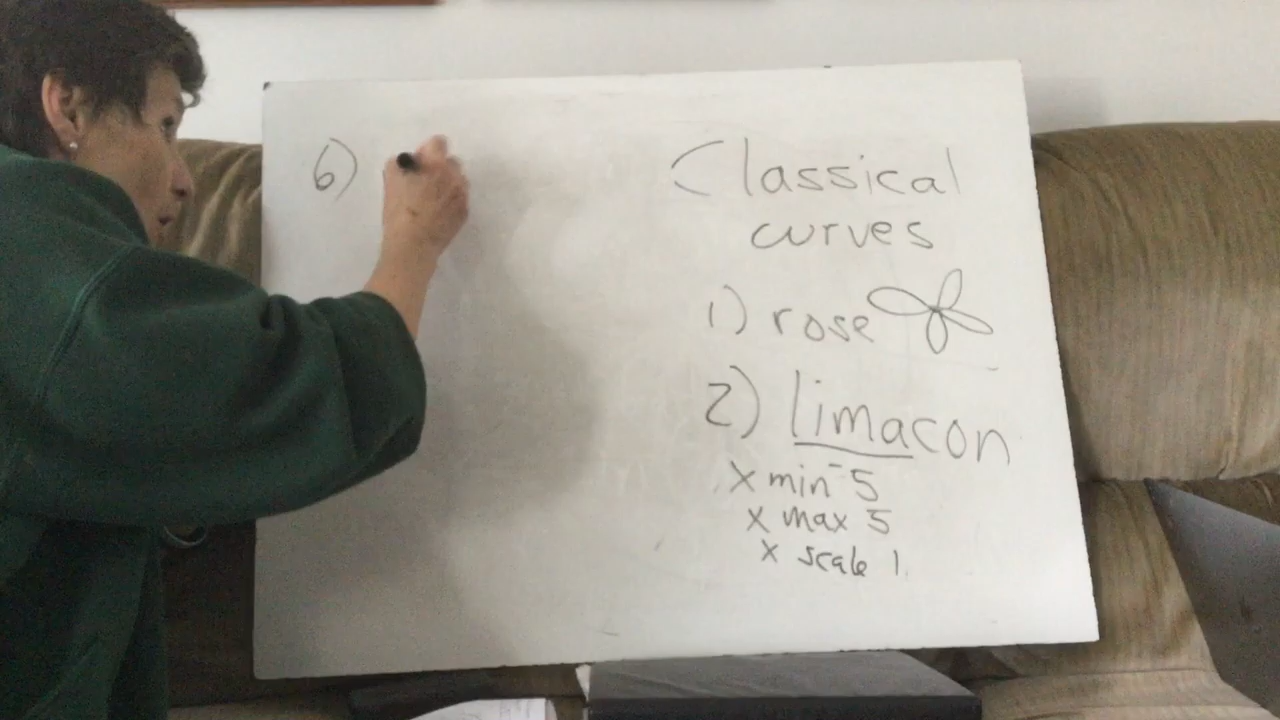 6)
Classical
curves
1) rose
2) limacon
x min -5
x max 5
x scale 1